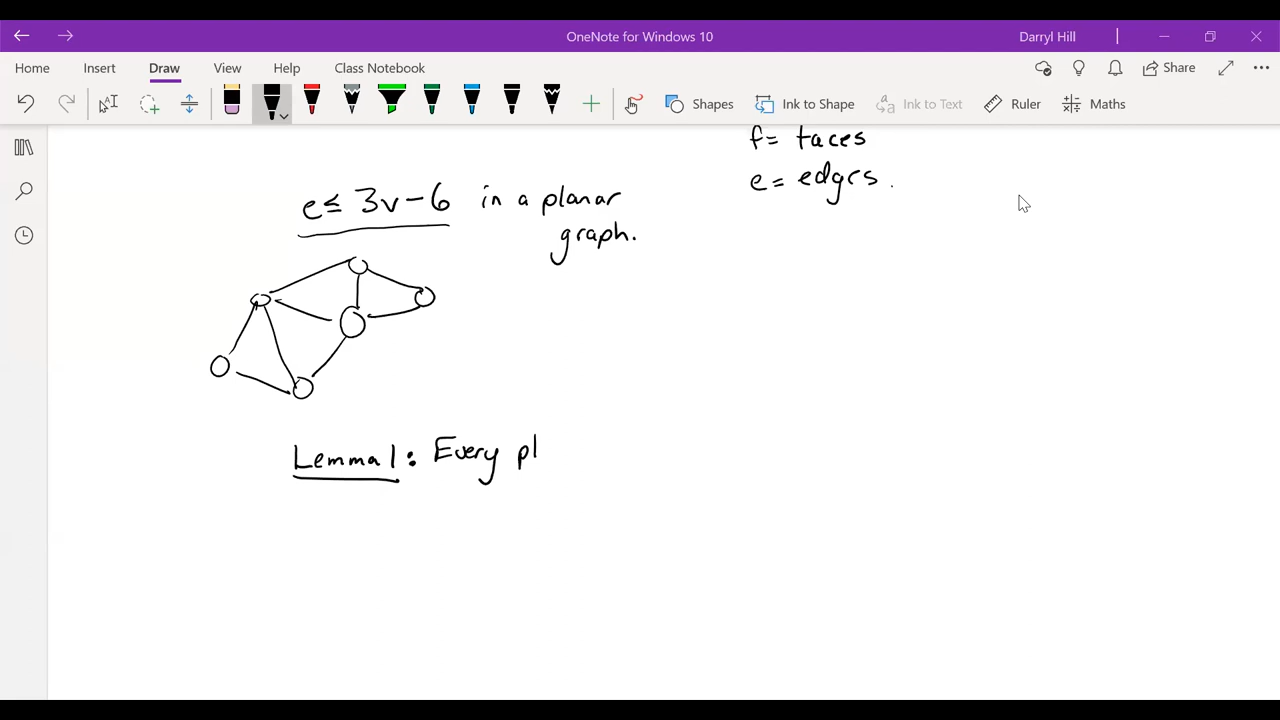 OneNote for Windows 10
Darryl Hill
Home Insert Draw View Help Class Notebook
Share
Shapes Ink to Shape Ink to Text Ruler Maths
f = faces
e = edges.
e ≤ 3v - 6 in a planar
graph.
Lemma 1: Every pl